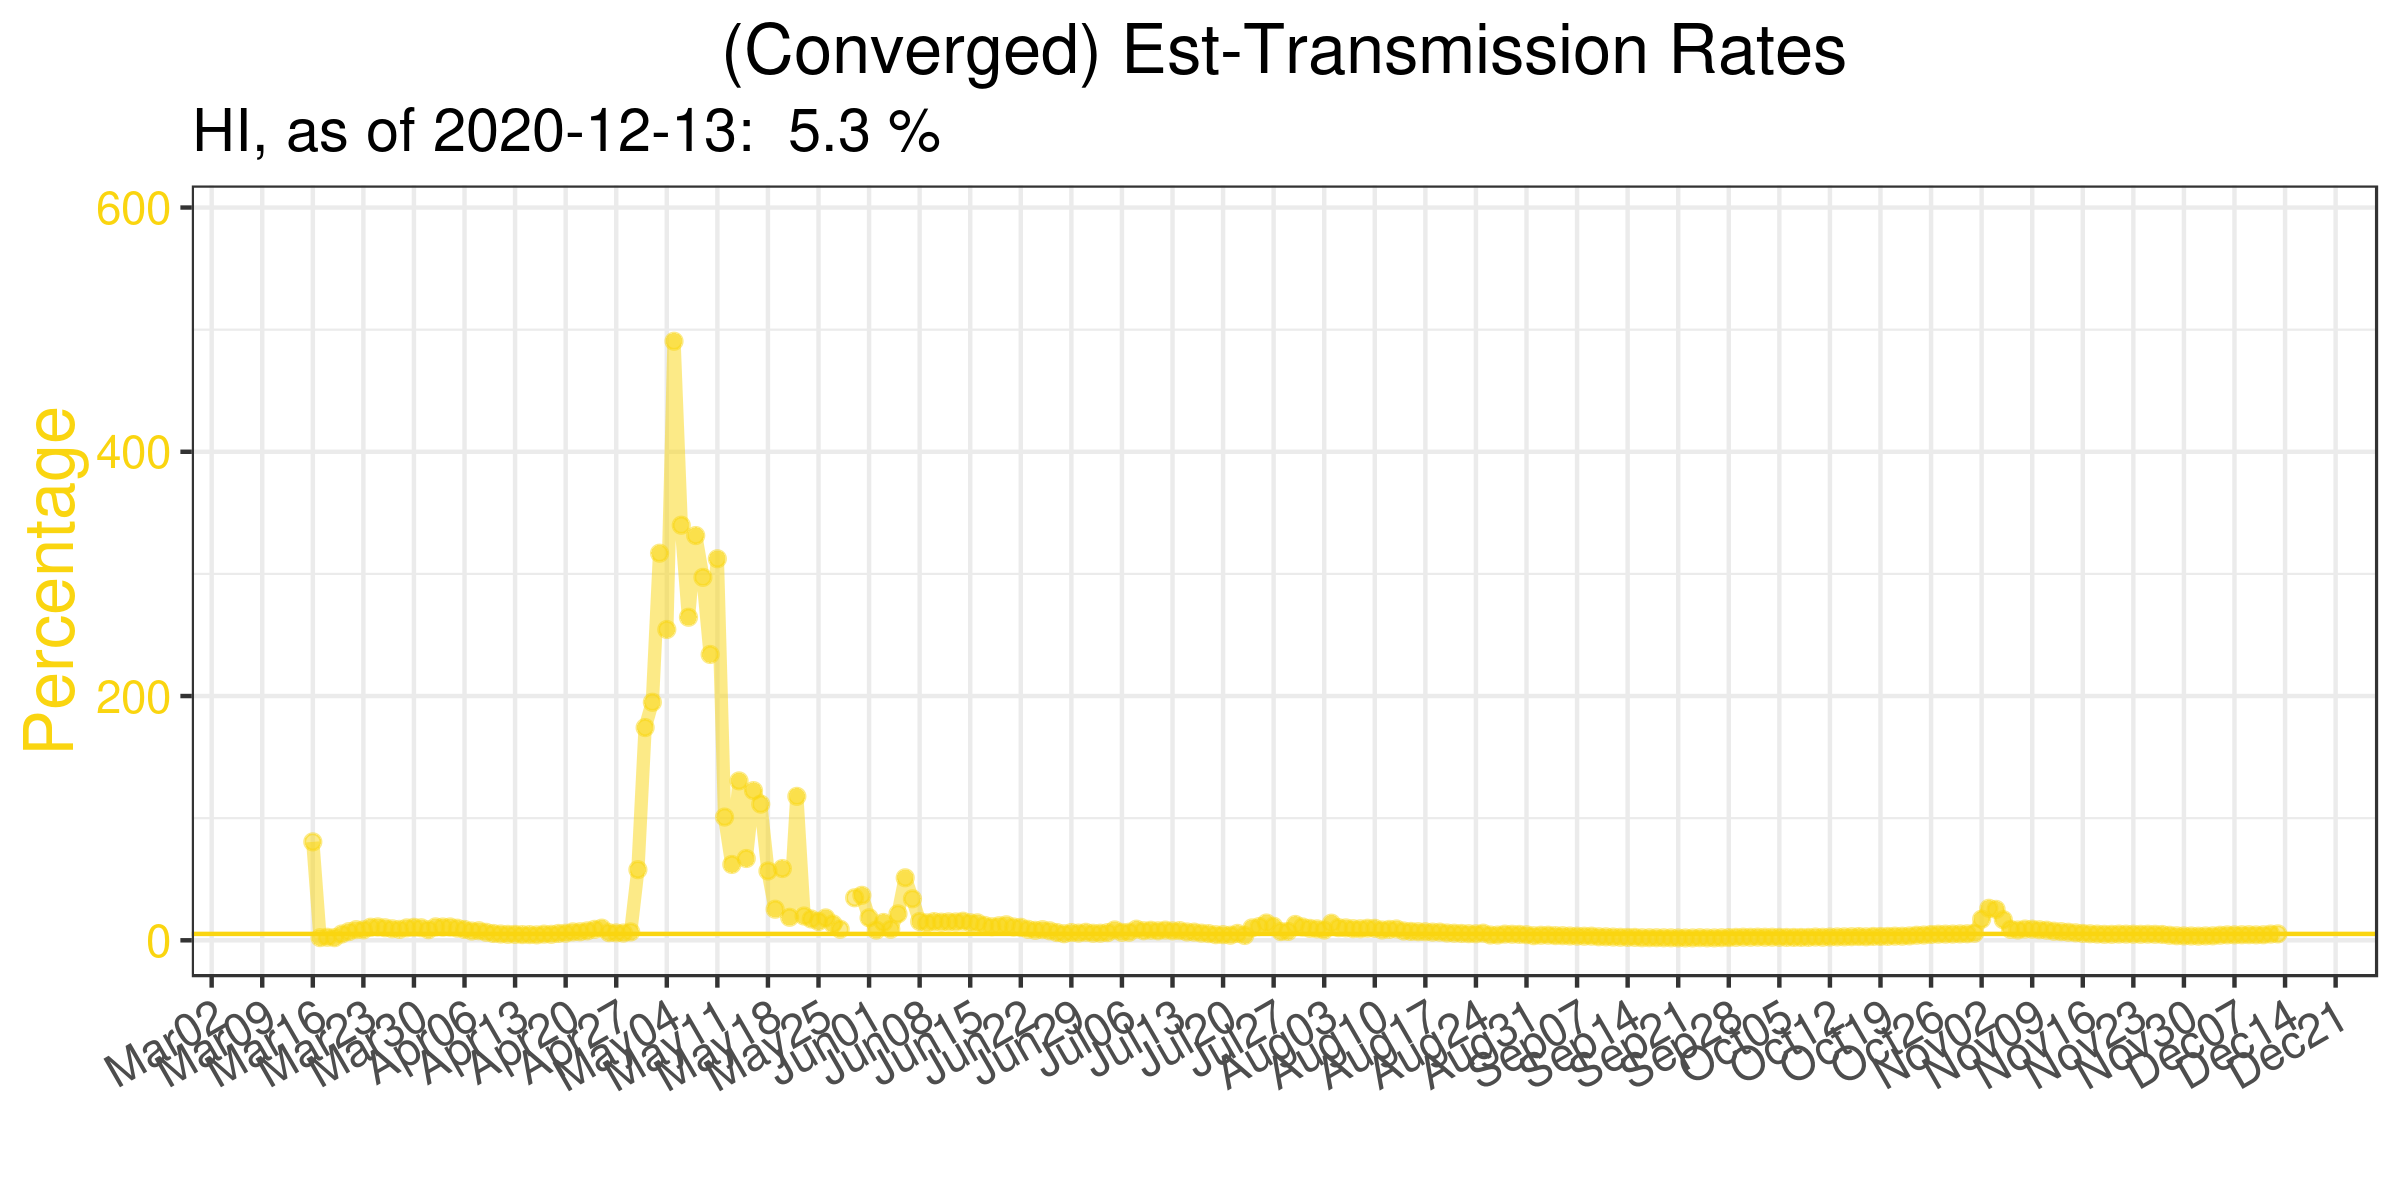 (Converged) Est-Transmission Rates
HI, as of 2020-12-13: 5.3 %
Percentage
600
400
200
0
Mar02
Mar09
Mar16
Mar23
Mar30
Apr06
Apr13
Apr20
Apr27
May04
May11
May18
May25
Jun01
Jun08
Jun15
Jun22
Jun29
Jul06
Jul13
Jul20
Jul27
Aug03
Aug10
Aug17
Aug24
Aug31
Sep07
Sep14
Sep21
Sep28
Oct05
Oct12
Oct19
Oct26
Nov02
Nov09
Nov16
Nov23
Nov30
Dec07
Dec14
Dec21